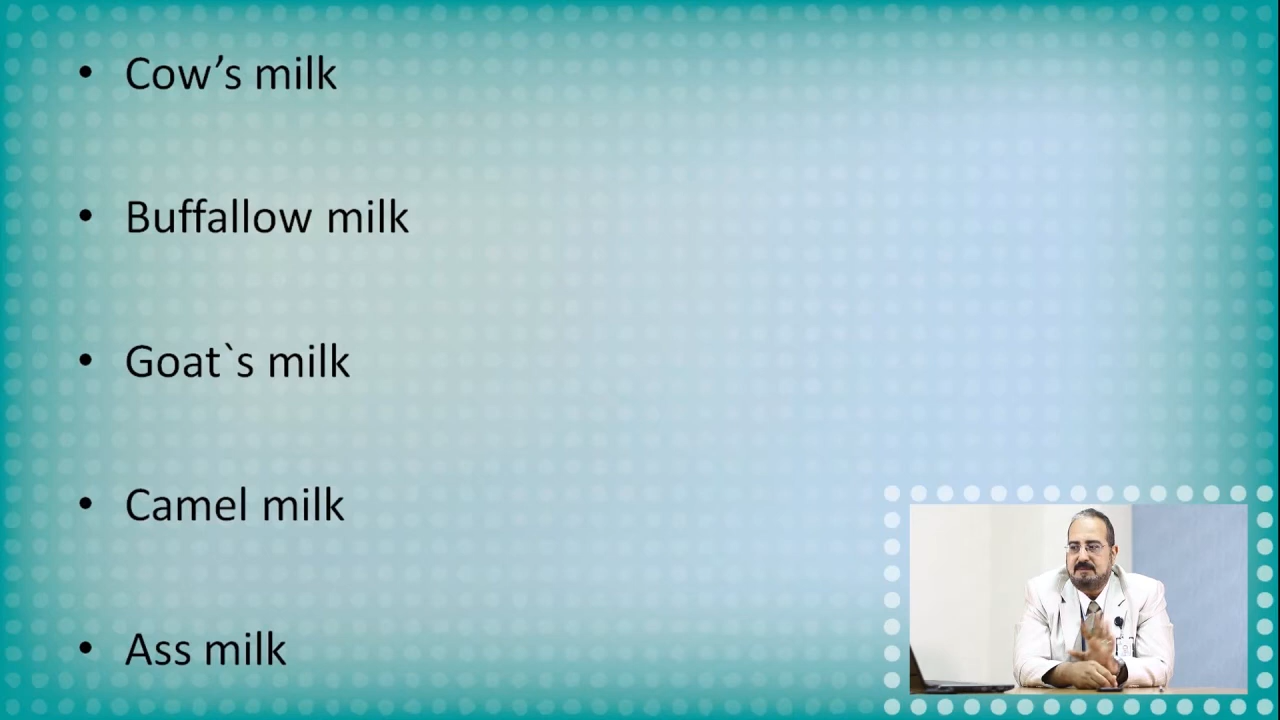 • Cow’s milk
• Buffallow milk
• Goat`s milk
• Camel milk
• Ass milk